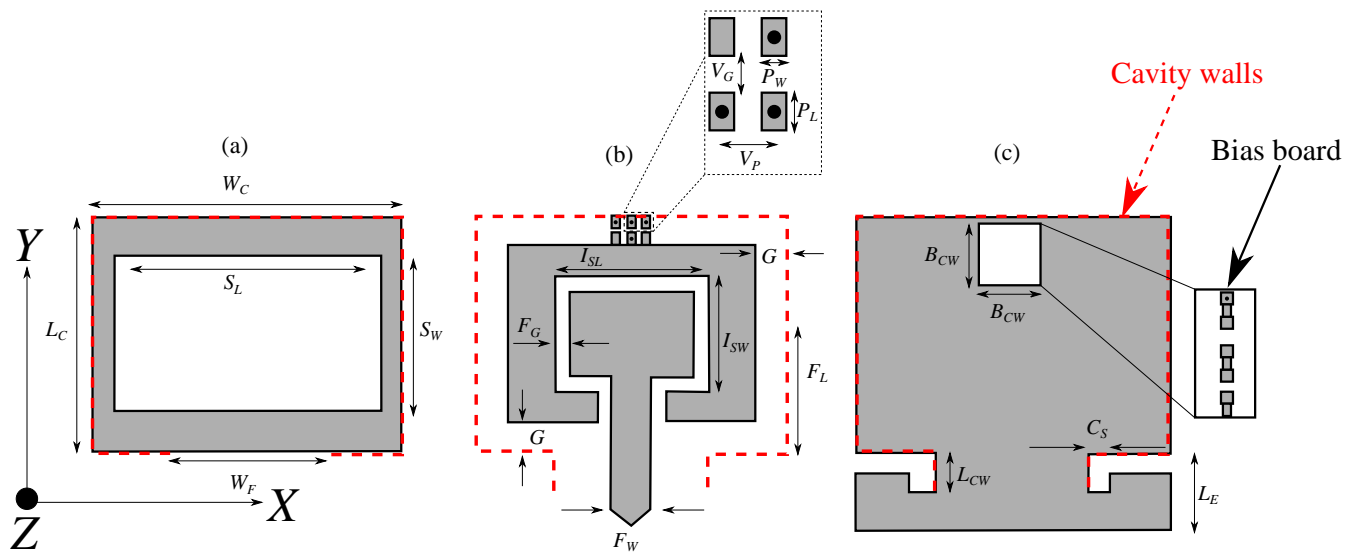 V_G
P_W
P_L
V_P
Cavity walls
Bias board
(a)
(b)
(c)
W_C
Y
S_L
L_C
S_W
W_F
X
Z
I_SL
G
F_G
I_SW
F_L
G
F_W
B_CW
B_CW
C_S
L_CW
L_E